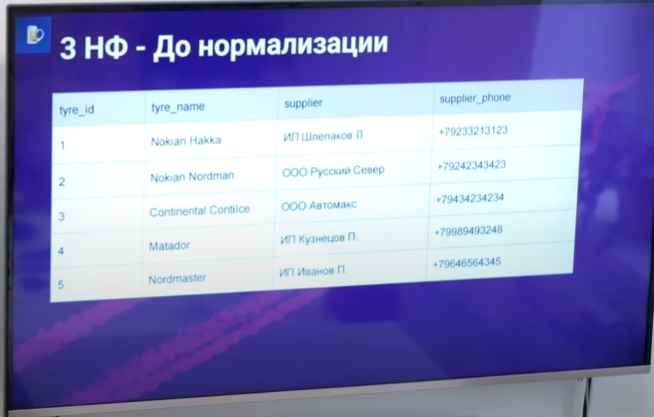 3 НФ - До нормализации
tyre_id tyre_name supplier supplier_phone
1 Nokian Hakka ИП Шлепаков Л +79233213123
2 Nokian Nordman ООО Русский Север +79242343423
3 Continental ContiIce ООО Автомакс +79434234234
4 Matador ИП Кузнецов П. +79989493248
5 Nordmaster ИП Иванов П. +79646564345